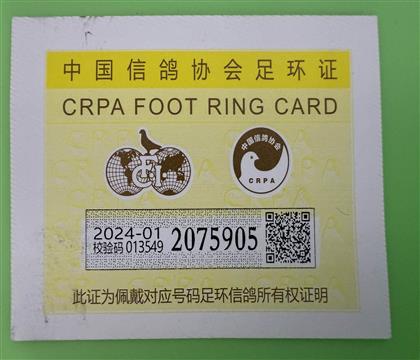 中国信鸽协会足环证
CRPA FOOT RING CARD
FCI
中国信鸽协会
CRPA
2024-01
校验码 013549
2075905
此证为佩戴对应号码足环信鸽所有权证明